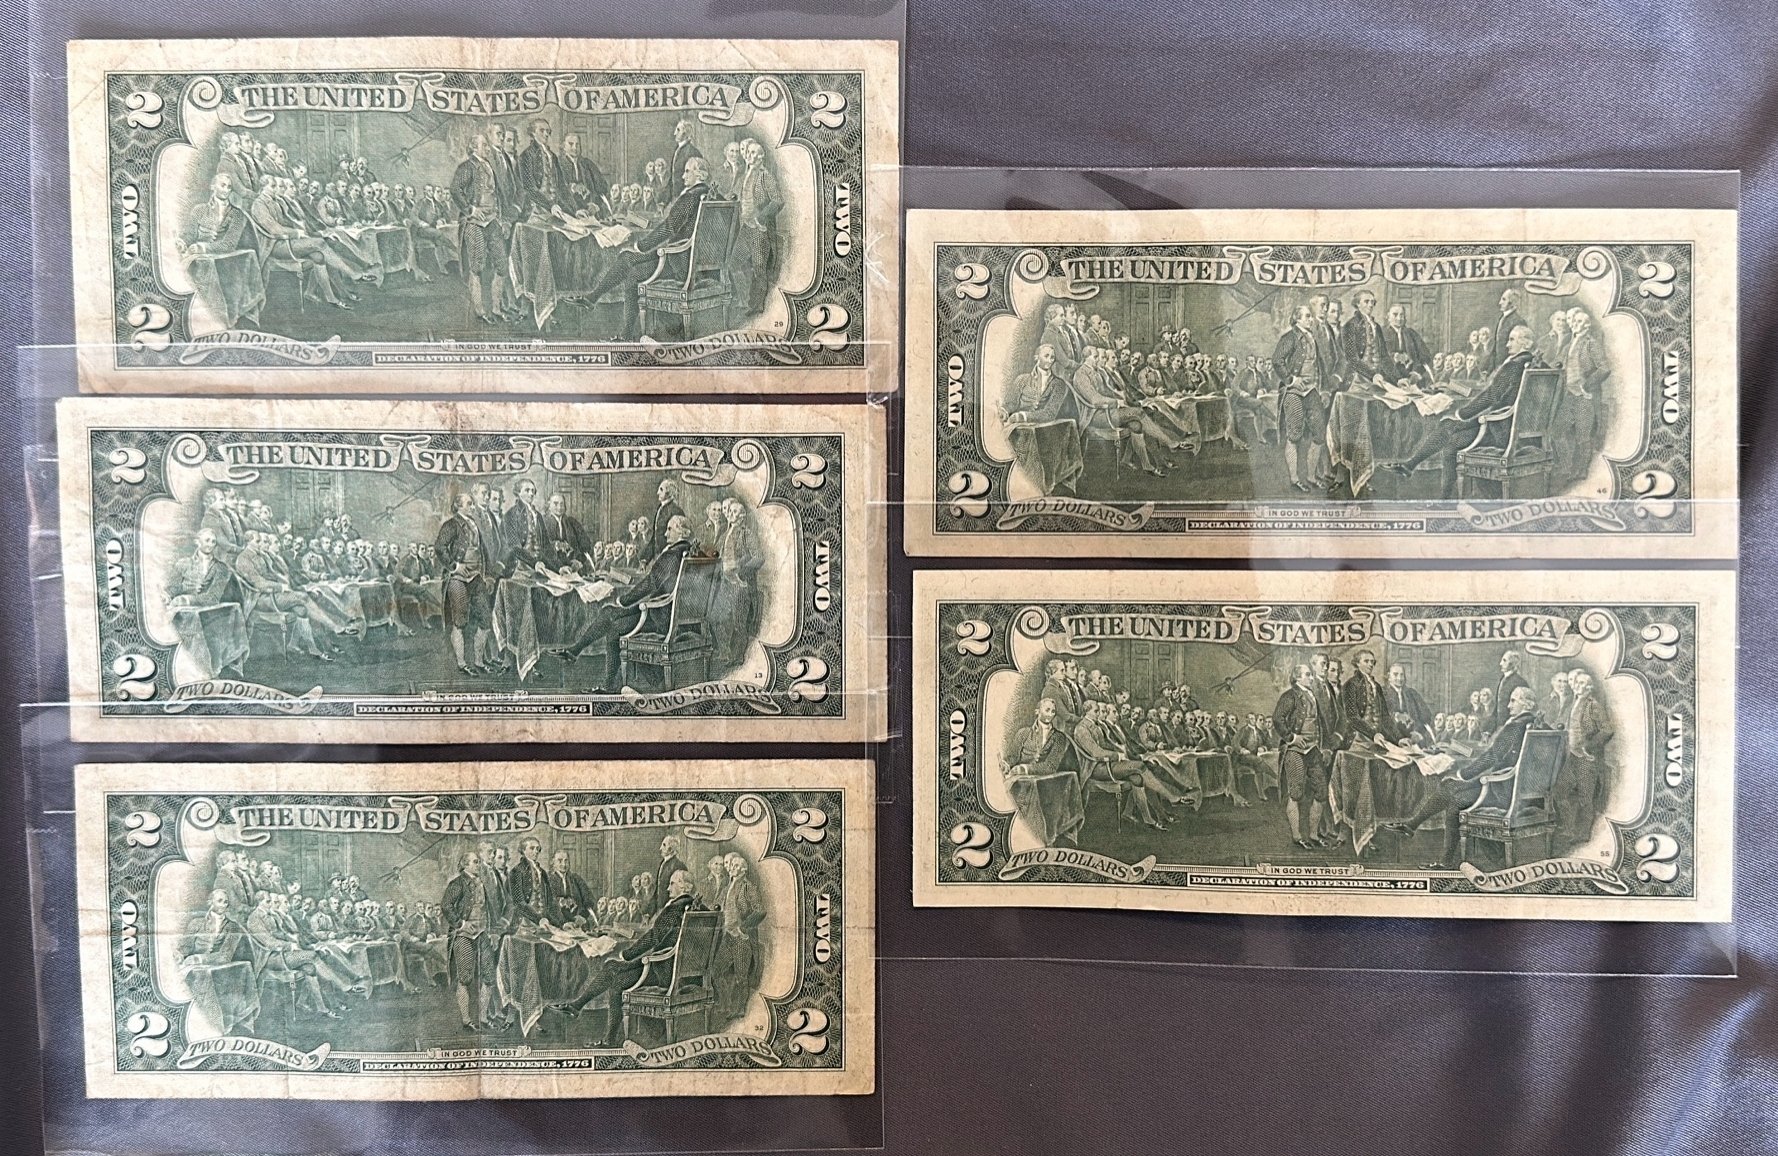 2 THE UNITED STATES OF AMERICA 2
TWO TWO
29
2 TWO DOLLARS IN GOD WE TRUST TWO DOLLARS 2
DECLARATION OF INDEPENDENCE, 1776
2 THE UNITED STATES OF AMERICA 2
TWO TWO
13
2 TWO DOLLARS IN GOD WE TRUST TWO DOLLARS 2
DECLARATION OF INDEPENDENCE, 1776
2 THE UNITED STATES OF AMERICA 2
TWO TWO
32
2 TWO DOLLARS IN GOD WE TRUST TWO DOLLARS 2
DECLARATION OF INDEPENDENCE, 1776
2 THE UNITED STATES OF AMERICA 2
TWO TWO
46
2 TWO DOLLARS IN GOD WE TRUST TWO DOLLARS 2
DECLARATION OF INDEPENDENCE, 1776
2 THE UNITED STATES OF AMERICA 2
TWO TWO
55
2 TWO DOLLARS IN GOD WE TRUST TWO DOLLARS 2
DECLARATION OF INDEPENDENCE, 1776